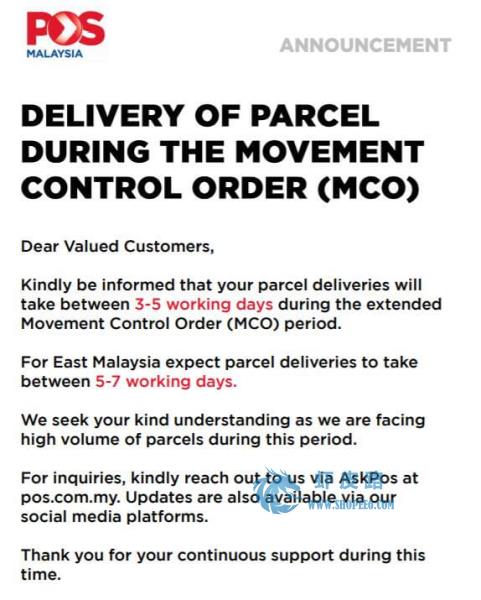 POS
MALAYSIA
ANNOUNCEMENT
DELIVERY OF PARCEL
DURING THE MOVEMENT
CONTROL ORDER (MCO)
Dear Valued Customers,
Kindly be informed that your parcel deliveries will
take between 3-5 working days during the extended
Movement Control Order (MCO) period.
For East Malaysia expect parcel deliveries to take
between 5-7 working days.
We seek your kind understanding as we are facing
high volume of parcels during this period.
For inquiries, kindly reach out to us via AskPos at
pos.com.my. Updates are also available via our
social media platforms.
虾皮路
WWW.SHOPEEO.COM
Thank you for your continuous support during this
time.